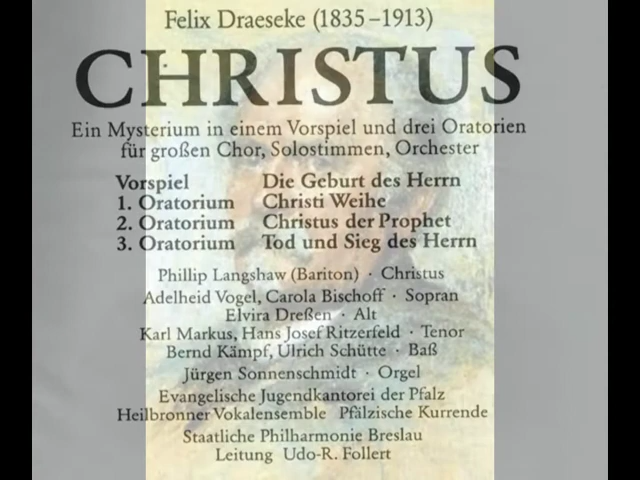 Felix Draeseke (1835–1913)
CHRISTUS
Ein Mysterium in einem Vorspiel und drei Oratorien
für großen Chor, Solostimmen, Orchester
Vorspiel Die Geburt des Herrn
1. Oratorium Christi Weihe
2. Oratorium Christus der Prophet
3. Oratorium Tod und Sieg des Herrn
Phillip Langshaw (Bariton) · Christus
Adelheid Vogel, Carola Bischoff · Sopran
Elvira Dreßen · Alt
Karl Markus, Hans Josef Ritzerfeld · Tenor
Bernd Kämpf, Ulrich Schütte · Baß
Jürgen Sonnenschmidt · Orgel
Evangelische Jugendkantorei der Pfalz
Heilbronner Vokalensemble Pfälzische Kurrende
Staatliche Philharmonie Breslau
Leitung Udo-R. Follert